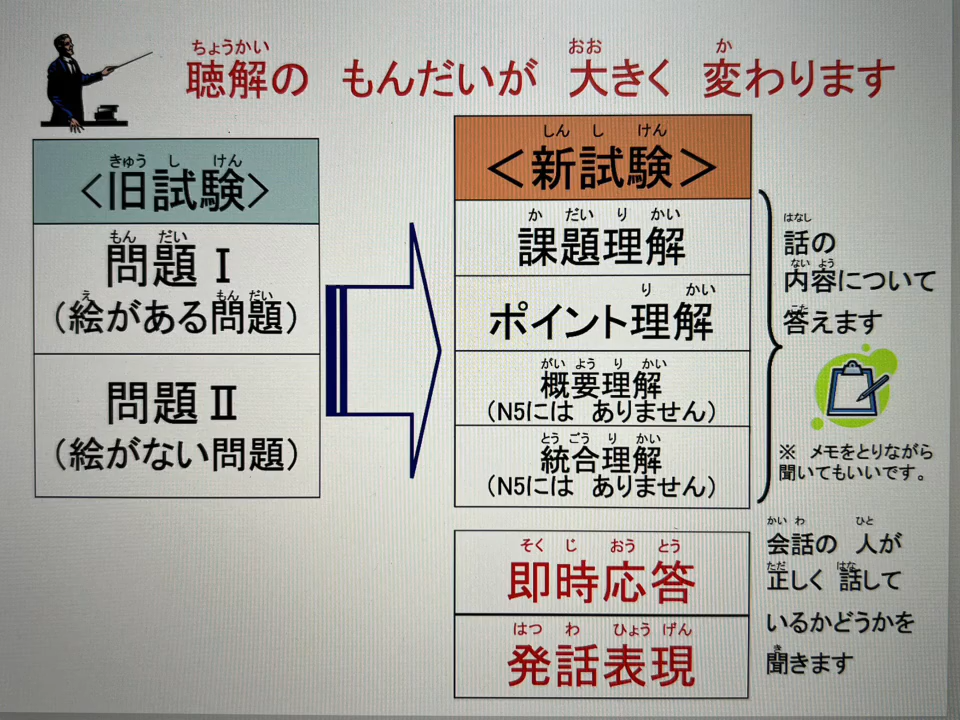 ちょうかい おお か
聴解の もんだいが 大きく 変わります
きゅう し けん
＜旧試験＞
もん だい
問題Ⅰ
え もん だい
（絵がある問題）
問題Ⅱ
（絵がない問題）
しん し けん
＜新試験＞
か だい り かい
課題理解
り かい
ポイント理解
がい よう り かい
概要理解
（N5には ありません）
とう ごう り かい
統合理解
（N5には ありません）
はなし
話の
ない よう
内容について
こた
答えます
※ メモをとりながら
聞いてもいいです。
そく じ おう とう
即時応答
はつ わ ひょう げん
発話表現
かい わ ひと
会話の 人が
ただ はな
正しく 話して
いるかどうかを
き
聞きます